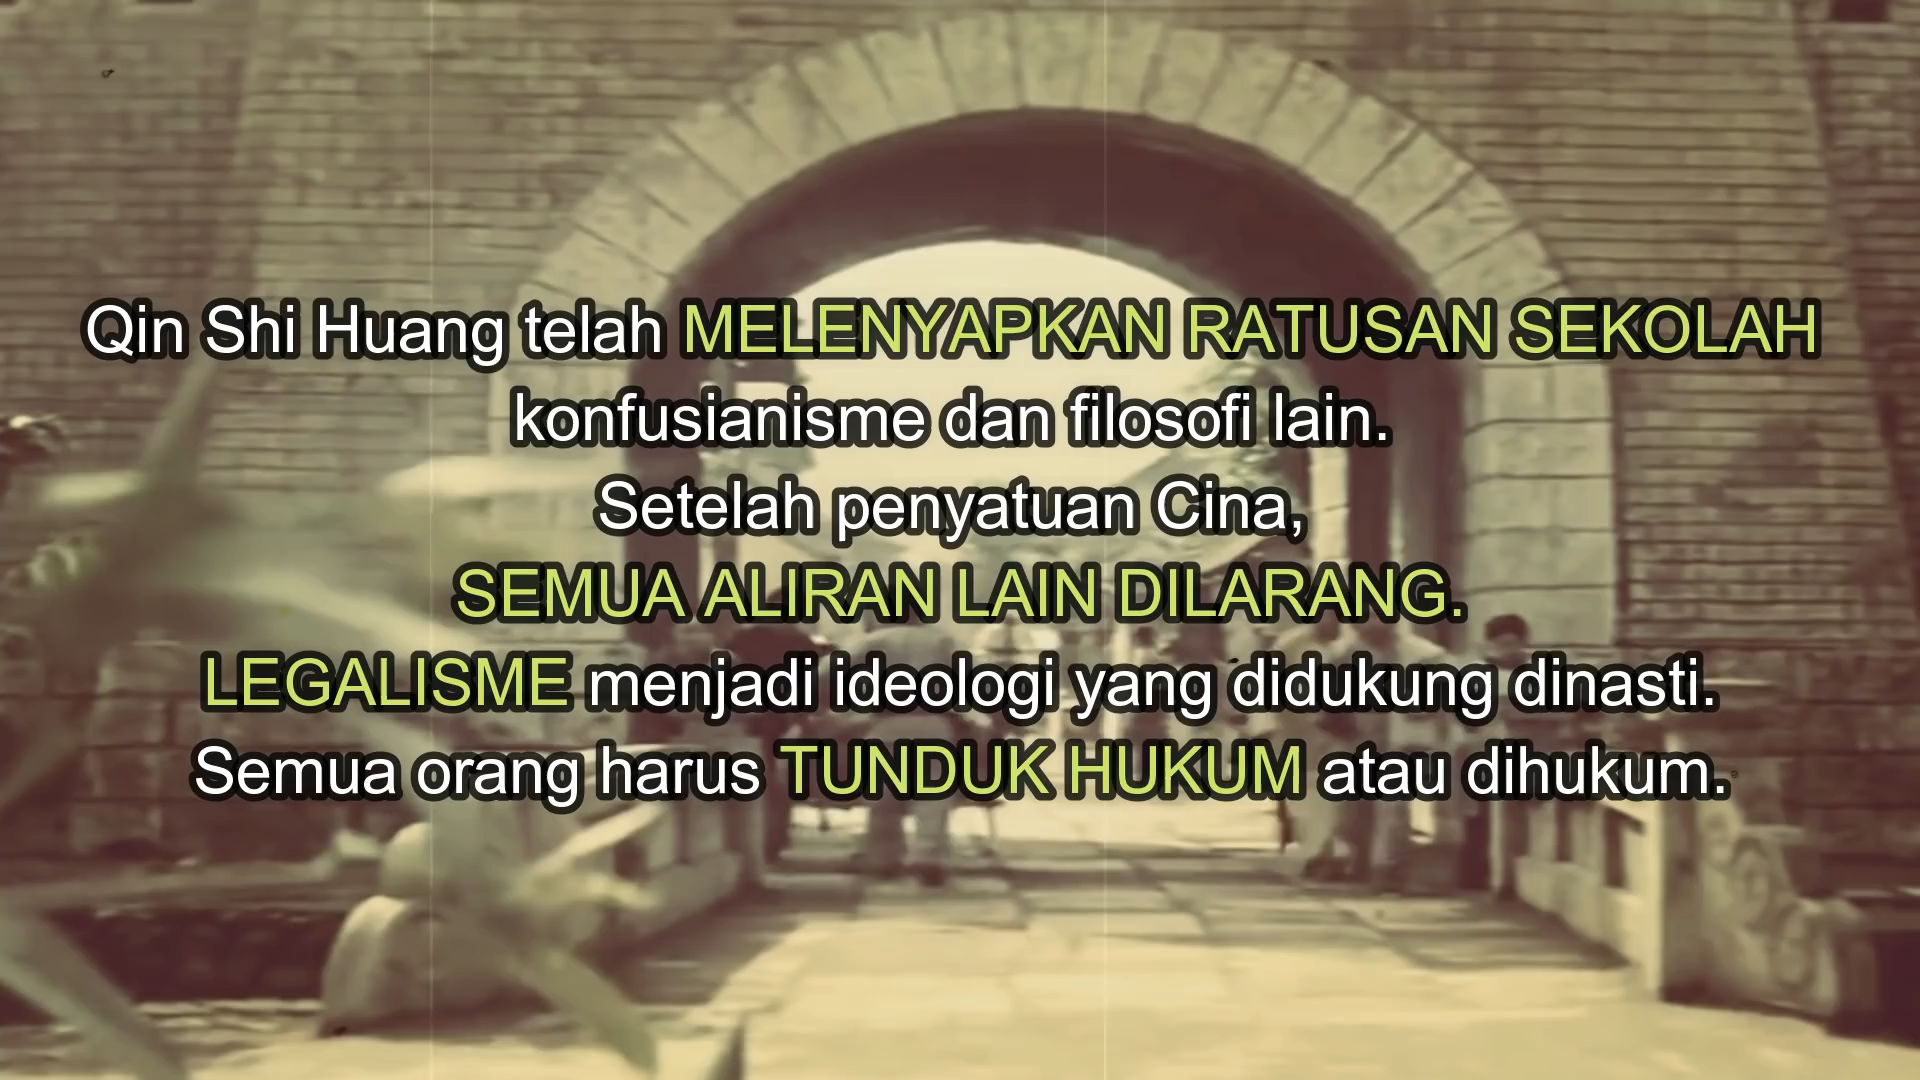 Qin Shi Huang telah MELENYAPKAN RATUSAN SEKOLAH
konfusianisme dan filosofi lain.
Setelah penyatuan Cina,
SEMUA ALIRAN LAIN DILARANG.
LEGALISME menjadi ideologi yang didukung dinasti.
Semua orang harus TUNDUK HUKUM atau dihukum.